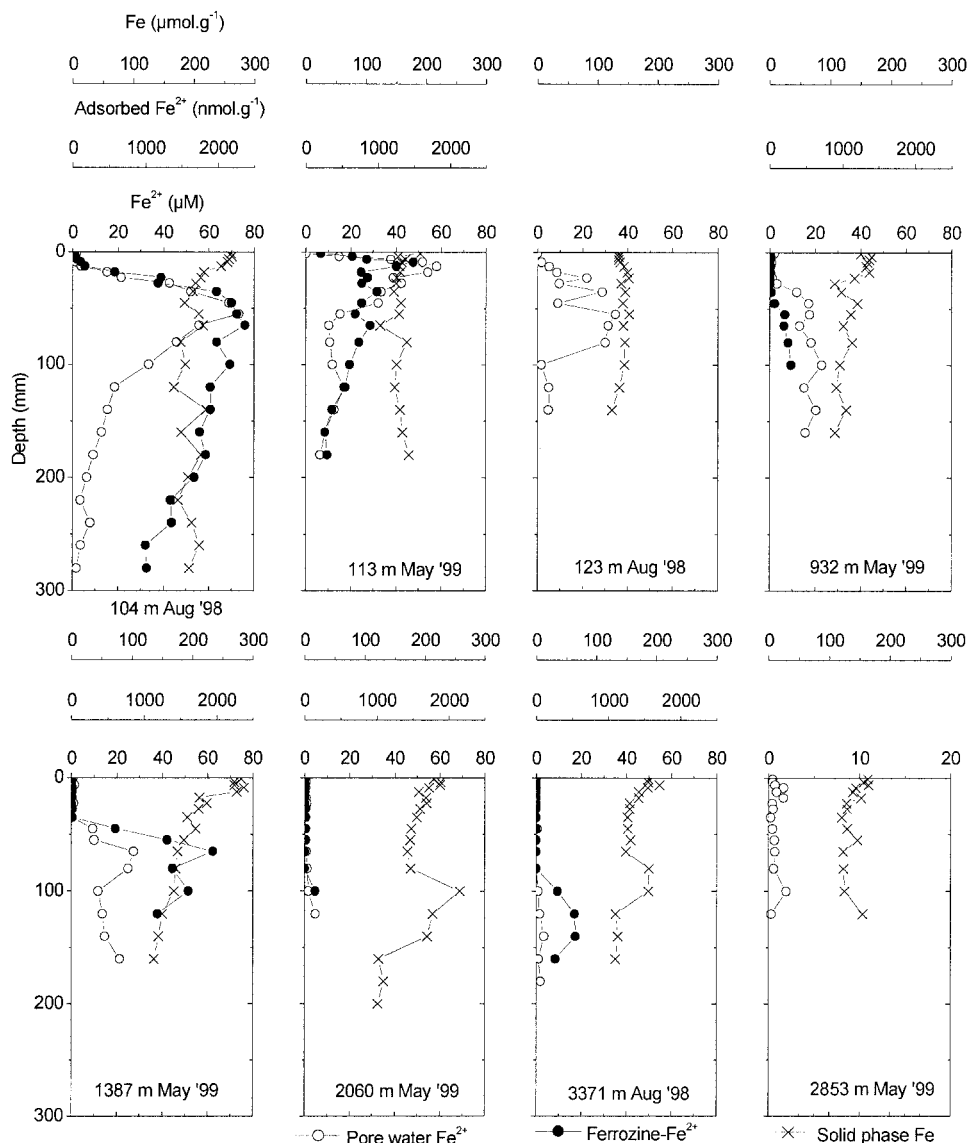 Fe (µmol.g⁻¹)
0 100 200 300
0 100 200 300
0 100 200 300
0 100 200 300
Adsorbed Fe²⁺ (nmol.g⁻¹)
0 1000 2000
0 1000 2000
0 1000 2000
Fe²⁺ (µM)
0 20 40 60 80
0 20 40 60 80
0 20 40 60 80
0 20 40 60 80
0
100
200
300
Depth (mm)
104 m Aug '98
113 m May '99
123 m Aug '98
932 m May '99
0 100 200 300
0 100 200 300
0 100 200 300
0 1000 2000
0 1000 2000
0 1000 2000
0 100 200 300
0 20 40 60 80
0 20 40 60 80
0 20 40 60 80
0 10 20
0
100
200
300
1387 m May '99
2060 m May '99
3371 m Aug '98
2853 m May '99
Pore water Fe²⁺
Ferrozine-Fe²⁺
Solid phase Fe